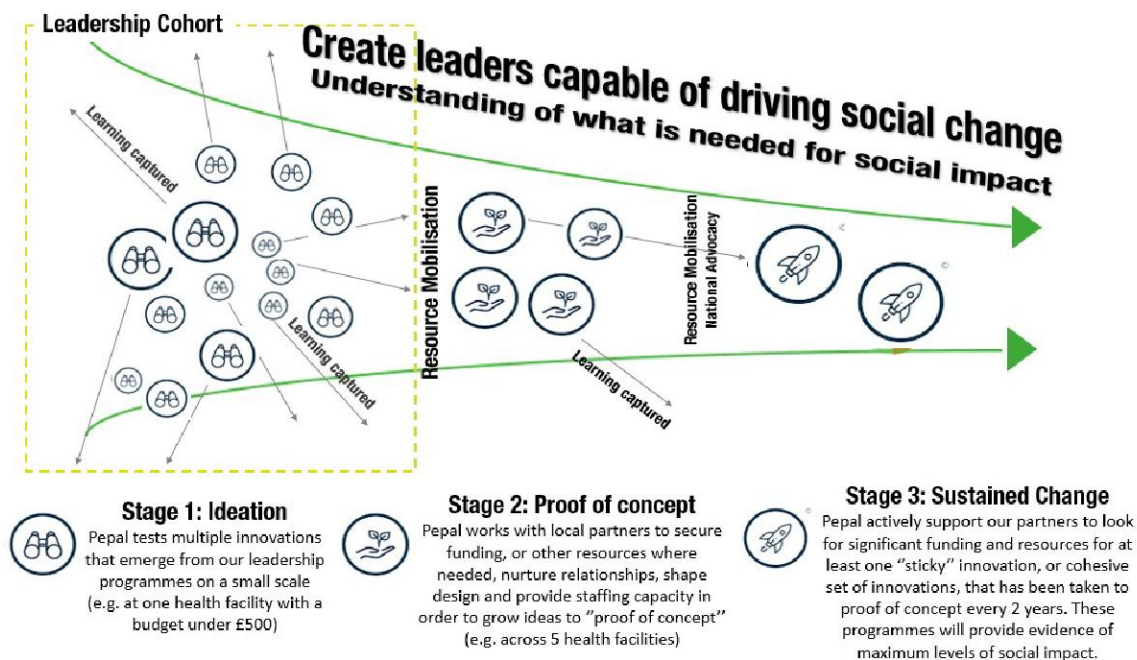 Leadership Cohort
Create leaders capable of driving social change
Understanding of what is needed for social impact
Learning captured
Resource Mobilisation
Resource Mobilisation
National Advocacy
Learning captured
Learning captured
Stage 1: Ideation
Pepal tests multiple innovations
that emerge from our leadership
programmes on a small scale
(e.g. at one health facility with a
budget under £500)
Stage 2: Proof of concept
Pepal works with local partners to secure
funding, or other resources where
needed, nurture relationships, shape
design and provide staffing capacity in
order to grow ideas to “proof of concept”
(e.g. across 5 health facilities)
©
Stage 3: Sustained Change
Pepal actively support our partners to look
for significant funding and resources for at
least one “sticky” innovation, or cohesive
set of innovations, that has been taken to
proof of concept every 2 years. These
programmes will provide evidence of
maximum levels of social impact.